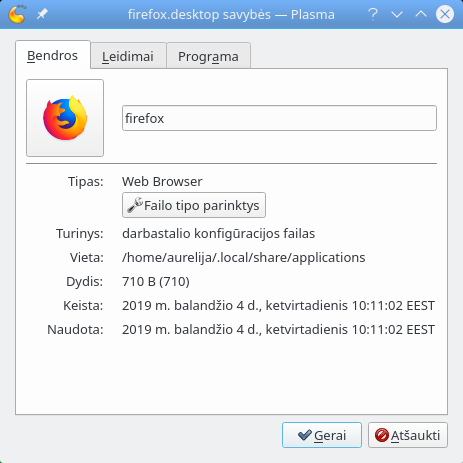 firefox.desktop savybės — Plasma
Bendros Leidimai Programa
firefox
Tipas: Web Browser
Failo tipo parinktys
Turinys: darbastalio konfigūracijos failas
Vieta: /home/aurelija/.local/share/applications
Dydis: 710 B (710)
Keista: 2019 m. balandžio 4 d., ketvirtadienis 10:11:02 EEST
Naudota: 2019 m. balandžio 4 d., ketvirtadienis 10:11:02 EEST
Gerai Atšaukti